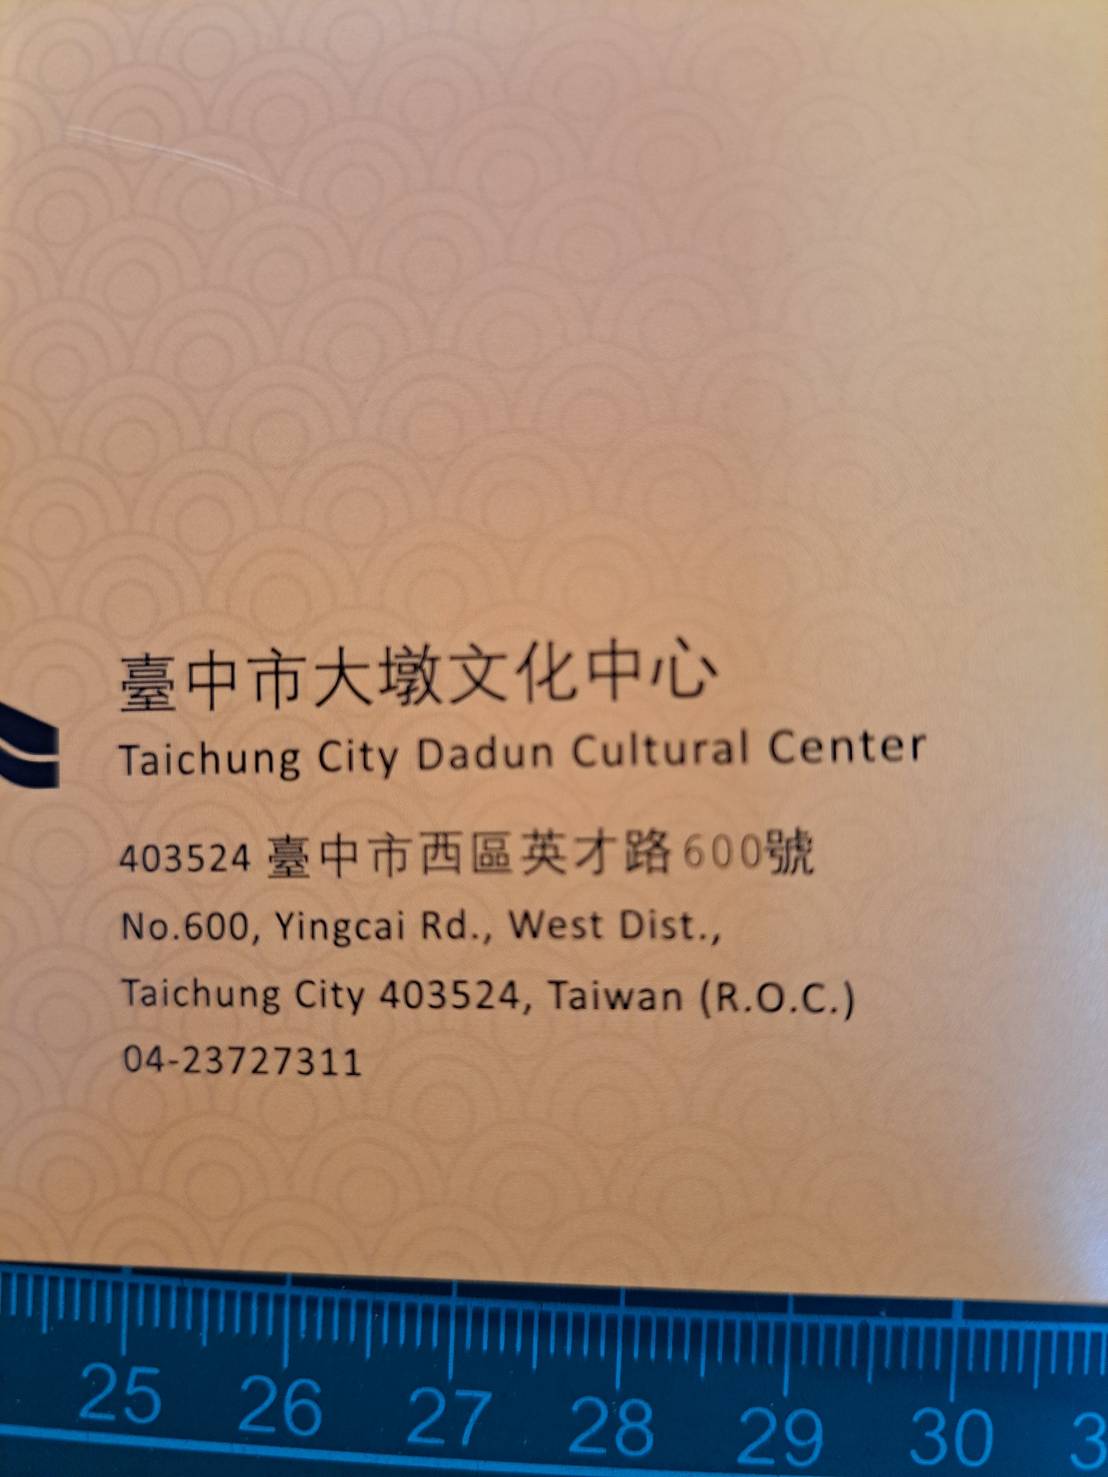 臺中市大墩文化中心
Taichung City Dadun Cultural Center
403524 臺中市西區英才路600號
No.600, Yingcai Rd., West Dist.,
Taichung City 403524, Taiwan (R.O.C.)
04-23727311
25 26 27 28 29 30 3